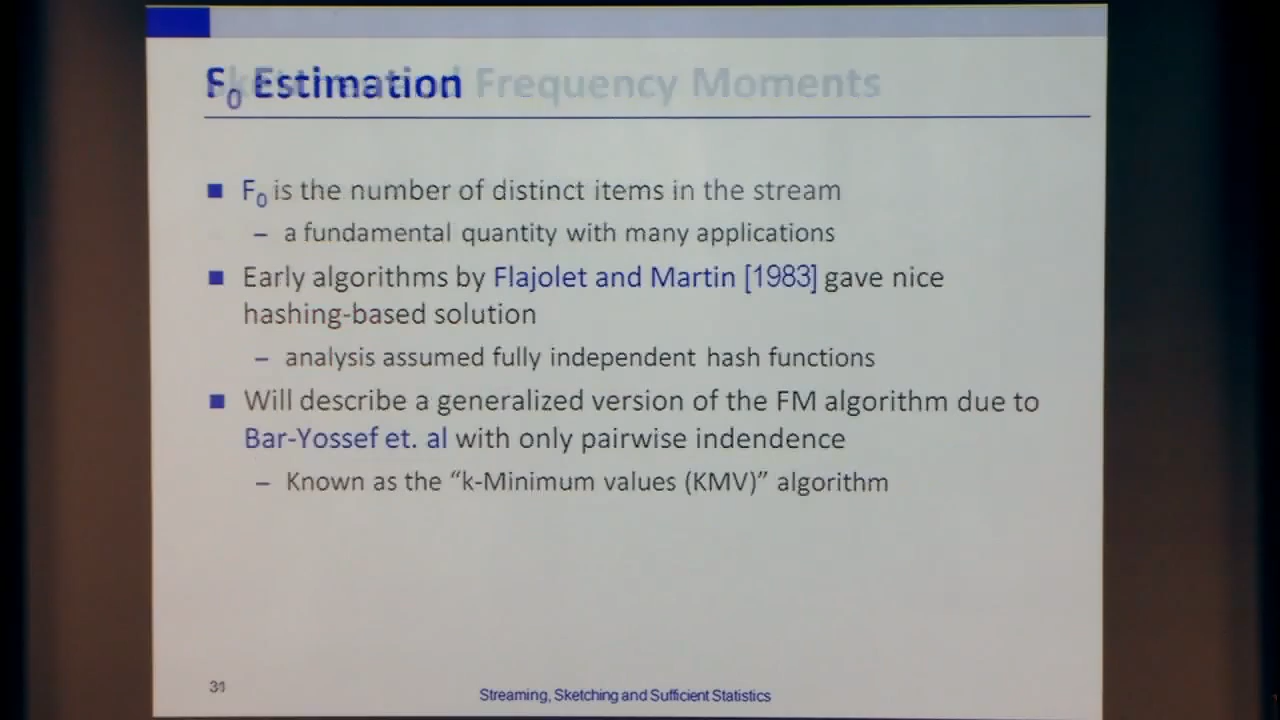 F0 Estimation Frequency Moments
■ F0 is the number of distinct items in the stream
– a fundamental quantity with many applications
■ Early algorithms by Flajolet and Martin [1983] gave nice
hashing-based solution
– analysis assumed fully independent hash functions
■ Will describe a generalized version of the FM algorithm due to
Bar-Yossef et. al with only pairwise indendence
– Known as the “k-Minimum values (KMV)” algorithm
Streaming, Sketching and Sufficient Statistics